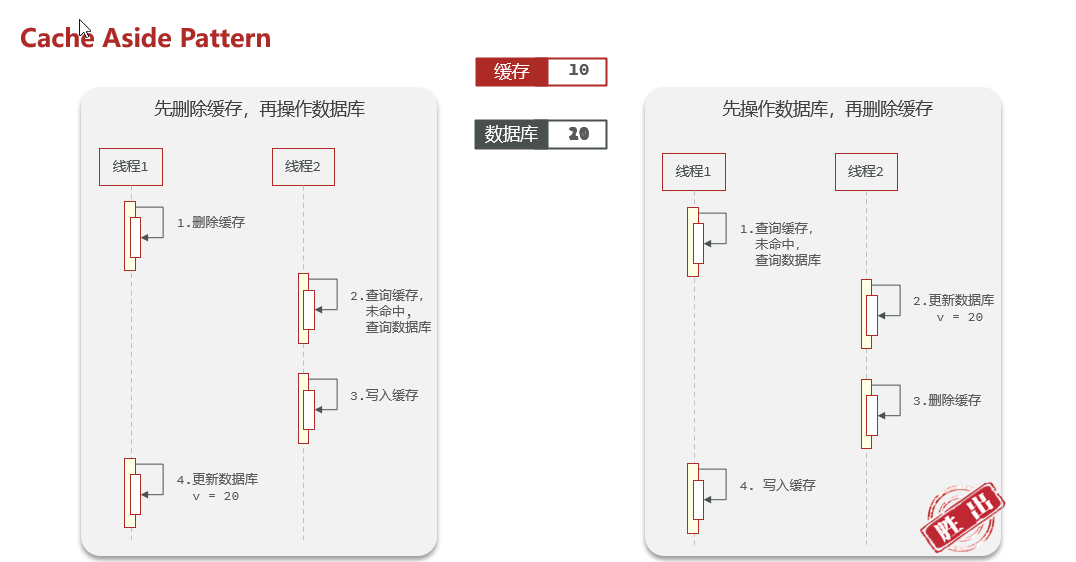 Cache Aside Pattern
缓存 10
数据库
先删除缓存，再操作数据库
线程1
线程2
1.删除缓存
2.查询缓存，
未命中，
查询数据库
3.写入缓存
4.更新数据库
v = 20
先操作数据库，再删除缓存
线程1
线程2
1.查询缓存，
未命中，
查询数据库
2.更新数据库
v = 20
3.删除缓存
4. 写入缓存
胜出